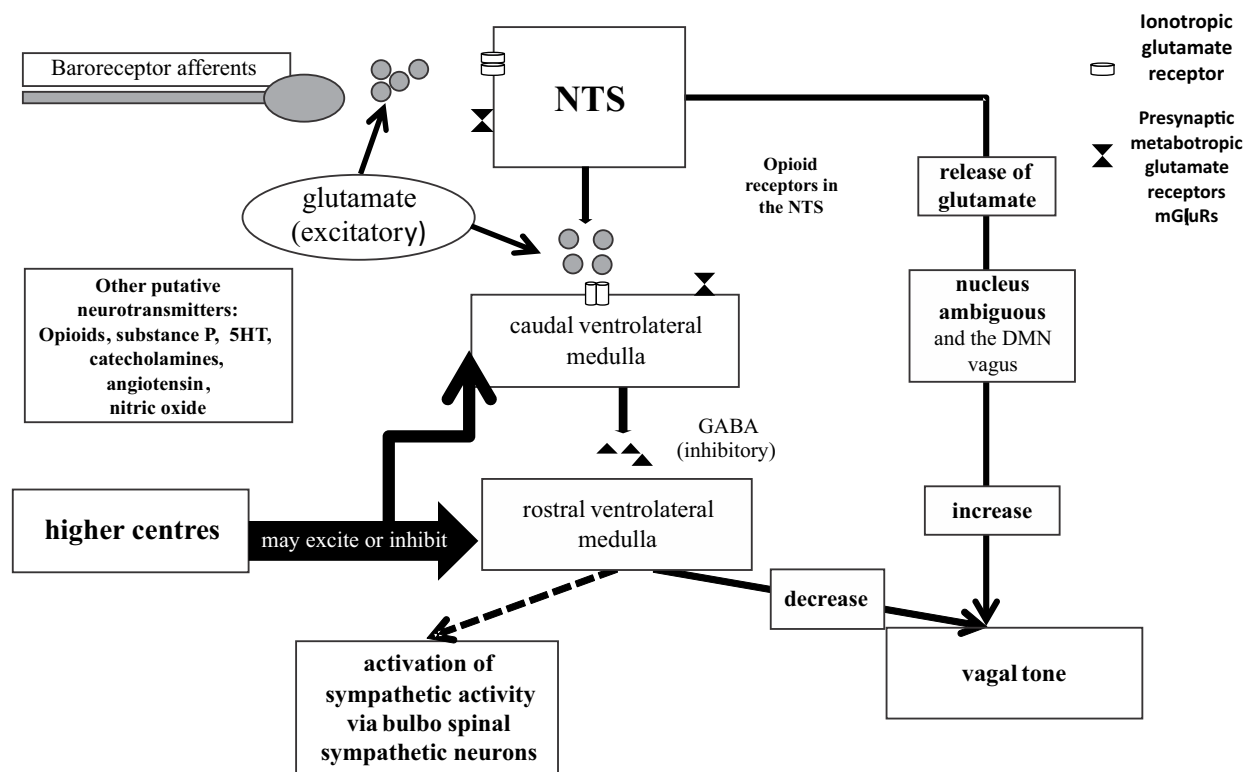 Baroreceptor afferents
NTS
Ionotropic
glutamate
receptor
Presynaptic
metabotropic
glutamate
receptors
mGluRs
Opioid
receptors in
the NTS
release of
glutamate
glutamate
(excitatory)
Other putative
neurotransmitters:
Opioids, substance P, 5HT,
catecholamines,
angiotensin,
nitric oxide
caudal ventrolateral
medulla
nucleus
ambiguous
and the DMN
vagus
GABA
(inhibitory)
higher centres
may excite or inhibit
rostral ventrolateral
medulla
increase
decrease
activation of
sympathetic activity
via bulbo spinal
sympathetic neurons
vagal tone